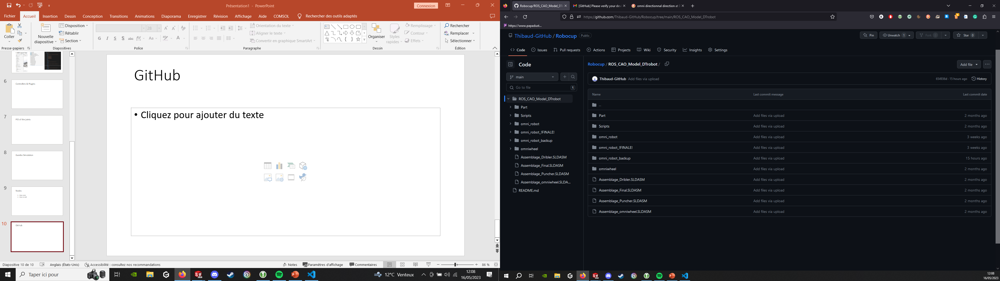 Présentation1 - PowerPoint
Connexion
Fichier
Accueil
Insertion
Dessin
Conception
Transitions
Animations
Diaporama
Enregistrer
Révision
Affichage
Aide
COMSOL
Rechercher des outils adaptés
Coller
Nouvelle
diapositive
Disposition
Rétablir
Section
28
G I S S abc AV Aa A
Orientation du texte
Aligner le texte
Convertir en graphique SmartArt
Organiser
Styles
rapides
Remplissage
Contour
Effets
Rechercher
Remplacer
Sélectionner
Presse-papiers
Diapositives
Police
Paragraphe
Dessin
Édition
6
Controllers & Plugins
7
PID of the joints
8
Gazebo Simulation
9
Nodes
10
GitHub
GitHub
• Cliquez pour ajouter du texte
Diapositive 10 de 10
Anglais (États-Unis)
Accessibilité : consultez nos recommandations
Notes
Paramètres d'affichage
Commentaires
86 %
Taper ici pour
12°C Venteux
12:08
16/05/2023
Robocup/ROS_CAO_Model_DTr
[GitHub] Please verify your dev
omni directionnal direction at D
https://github.com/Thibaud-GitHub/Robocup/tree/main/ROS_CAO_Model_DTrobot
https://www.papadust...
Thibaud-GitHub / Robocup
Public
Pin
Unwatch 1
Fork 0
Star 0
Code
Issues
Pull requests
Actions
Projects
Wiki
Security
Insights
Settings
Code
main
Go to file
t
ROS_CAO_Model_DTrobot
Part
Scripts
omni_robot
omni_robot_!FINALE!
omni_robot_backup
omniwheel
Assemblage_Dribler.SLDASM
Assemblage_Final.SLDASM
Assemblage_Puncher.SLDASM
Assemblage_omniwheel.SLDA...
README.md
Robocup / ROS_CAO_Model_DTrobot /
Add file
Thibaud-GitHub Add files via upload
654936d · 15 hours ago
History
Name Last commit message Last commit date
..
Part Add files via upload 2 months ago
Scripts Add files via upload 2 months ago
omni_robot Add files via upload 3 weeks ago
omni_robot_!FINALE! Add files via upload 3 weeks ago
omni_robot_backup Add files via upload 15 hours ago
omniwheel Add files via upload 2 months ago
Assemblage_Dribler.SLDASM Add files via upload 2 months ago
Assemblage_Final.SLDASM Add files via upload 2 months ago
Assemblage_Puncher.SLDASM Add files via upload 2 months ago
Assemblage_omniwheel.SLDASM Add files via upload 2 months ago
12:08
16/05/2023